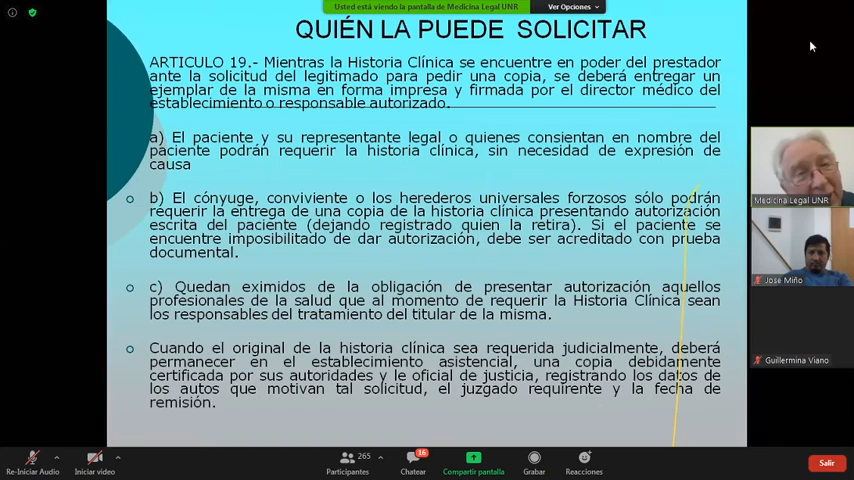 Usted está viendo la pantalla de Medicina Legal UNR
Ver Opciones
QUIÉN LA PUEDE SOLICITAR
ARTICULO 19.- Mientras la Historia Clínica se encuentre en poder del prestador
ante la solicitud del legitimado para pedir una copia, se deberá entregar un
ejemplar de la misma en forma impresa y firmada por el director médico del
establecimiento o responsable autorizado.
a) El paciente y su representante legal o quienes consientan en nombre del
paciente podrán requerir la historia clínica, sin necesidad de expresión de
causa
b) El cónyuge, conviviente o los herederos universales forzosos sólo podrán
requerir la entrega de una copia de la historia clínica presentando autorización
escrita del paciente (dejando registrado quien la retira). Si el paciente se
encuentre imposibilitado de dar autorización, debe ser acreditado con prueba
documental.
c) Quedan eximidos de la obligación de presentar autorización aquellos
profesionales de la salud que al momento de requerir la Historia Clínica sean
los responsables del tratamiento del titular de la misma.
Cuando el original de la historia clínica sea requerida judicialmente, deberá
permanecer en el establecimiento asistencial, una copia debidamente
certificada por sus autoridades y le oficial de justicia, registrando los datos de
los autos que motivan tal solicitud, el juzgado requirente y la fecha de
remisión.
Medicina Legal UNR
Jose Miño
Guillermina Viano
Re-Iniciar Audio
Iniciar video
265
Participantes
16
Chatear
Compartir pantalla
Grabar
Reacciones
Salir